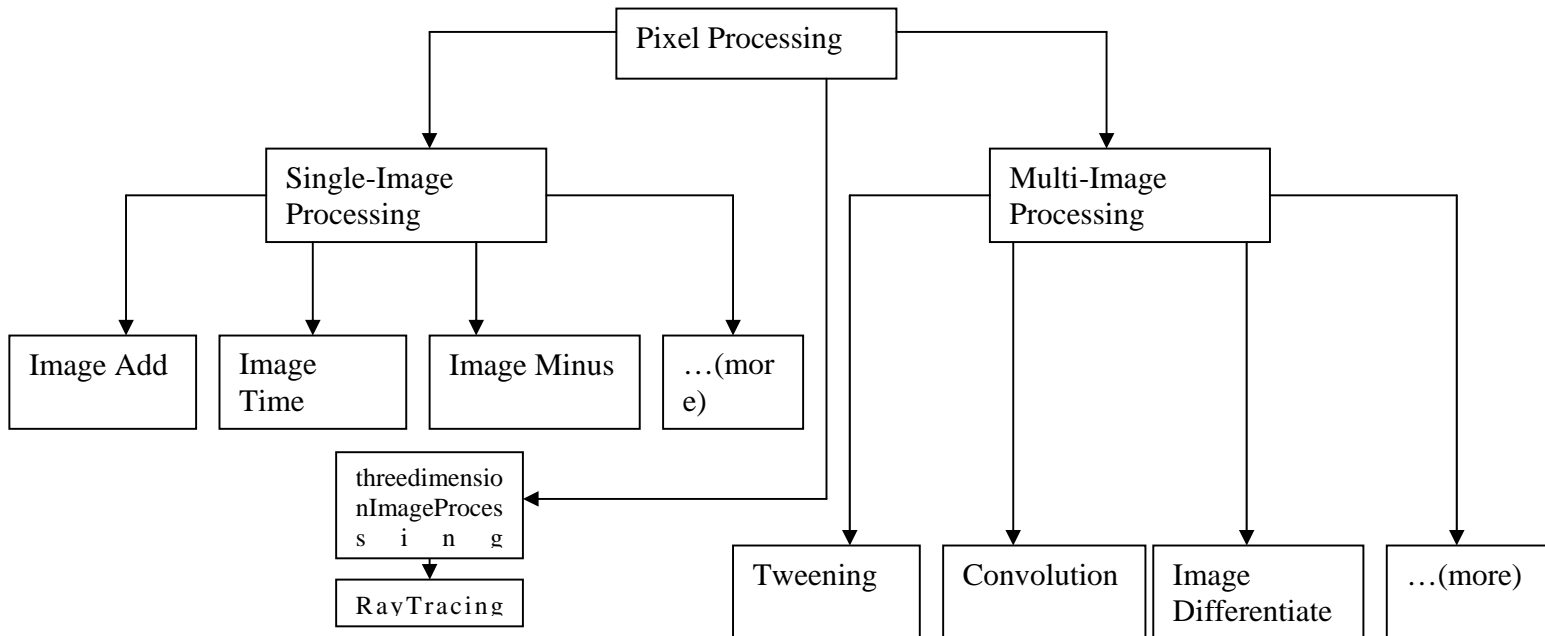 Pixel Processing
Single-Image
Processing
Multi-Image
Processing
Image Add
Image
Time
Image Minus
…(mor
e)
threedimensio
nImageProces
s i n g
RayTracing
Tweening
Convolution
Image
Differentiate
…(more)